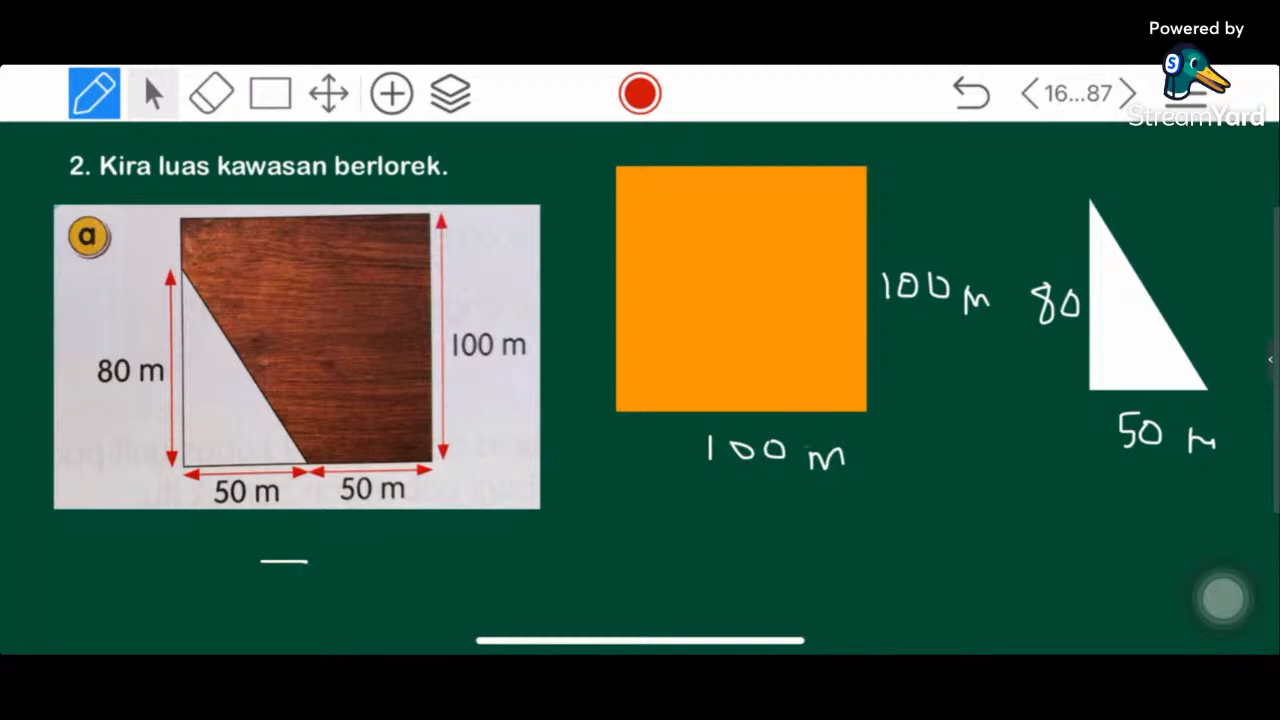 Powered by
StreamYard
16...87
2. Kira luas kawasan berlorek.
a
80 m
100 m
50 m
50 m
100 m
100 m
80
50 m